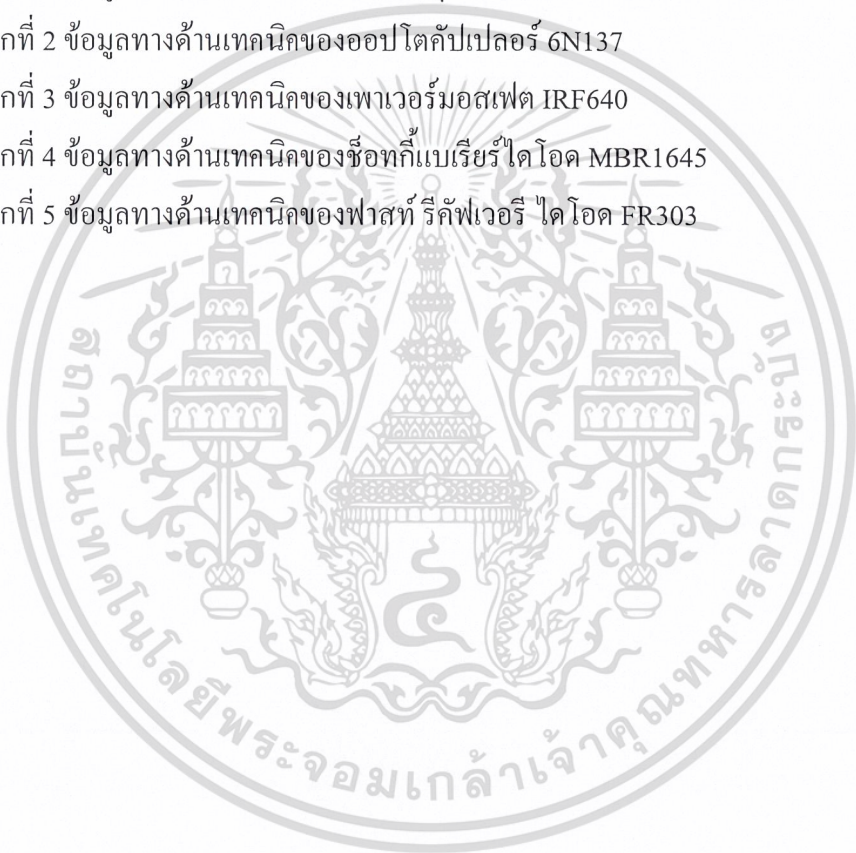 กที่ 2 ข้อมูลทางด้านเทคนิคของออปโตคัปเปลอร์ 6N137
กที่ 3 ข้อมูลทางด้านเทคนิคของเพาเวอร์มอสเฟต IRF640
กที่ 4 ข้อมูลทางด้านเทคนิคของช็อทกี้แบเรียร์ไดโอด MBR1645
กที่ 5 ข้อมูลทางด้านเทคนิคของฟาสท์ รีคัฟเวอรี ไดโอด FR303
สถาบันเทคโนโลยีพระจอมเกล้าเจ้าคุณทหารลาดกระบัง